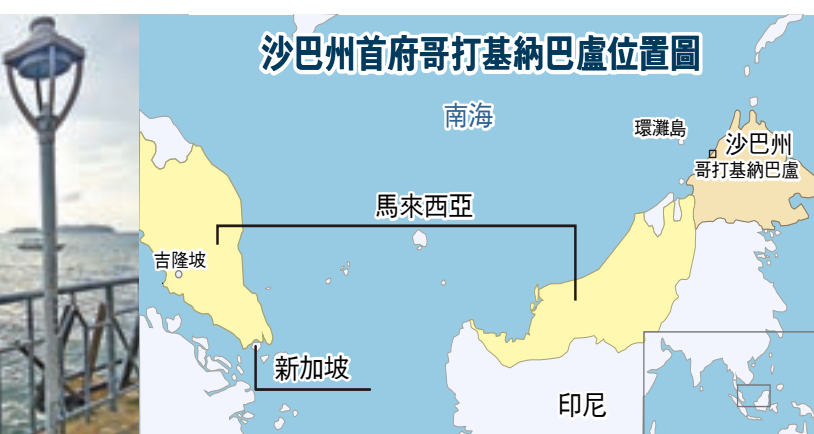 沙巴州首府哥打基納巴盧位置圖
南海
環灘島
沙巴州
哥打基納巴盧
馬來西亞
吉隆坡
新加坡
印尼